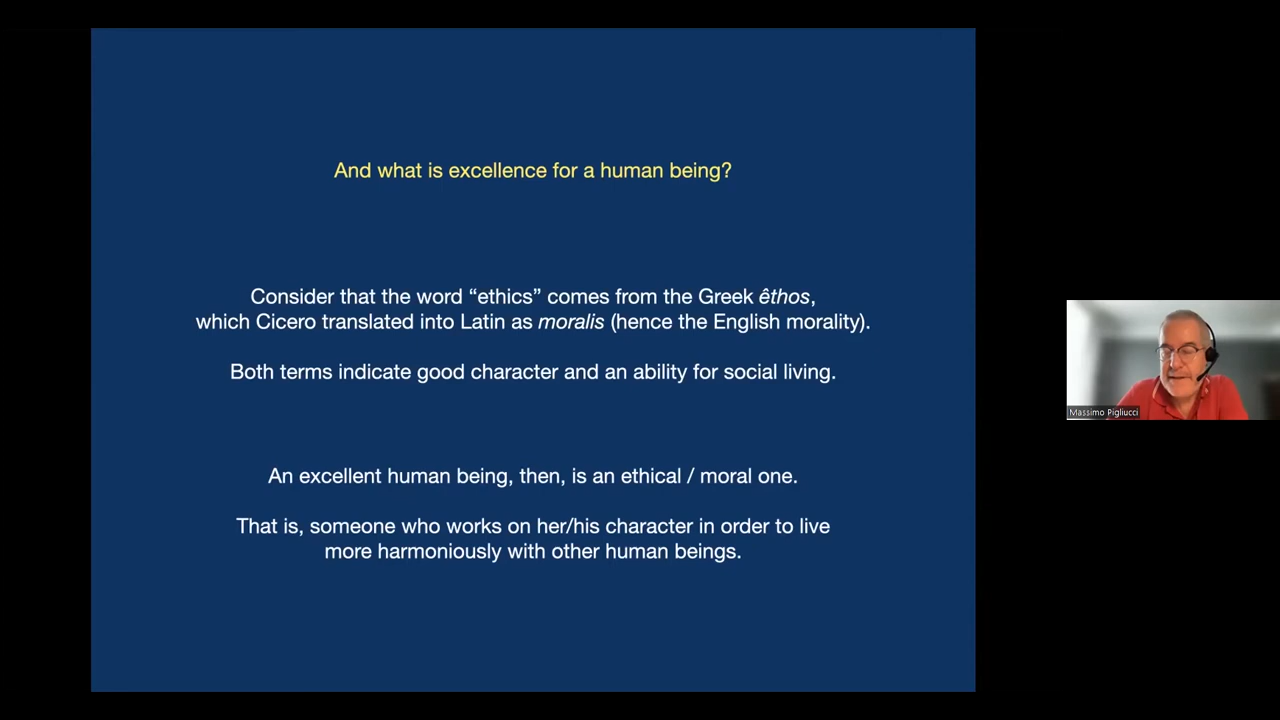 And what is excellence for a human being?
Consider that the word “ethics” comes from the Greek êthos,
which Cicero translated into Latin as moralis (hence the English morality).
Both terms indicate good character and an ability for social living.
An excellent human being, then, is an ethical / moral one.
That is, someone who works on her/his character in order to live
more harmoniously with other human beings.
Massimo Pigliucci